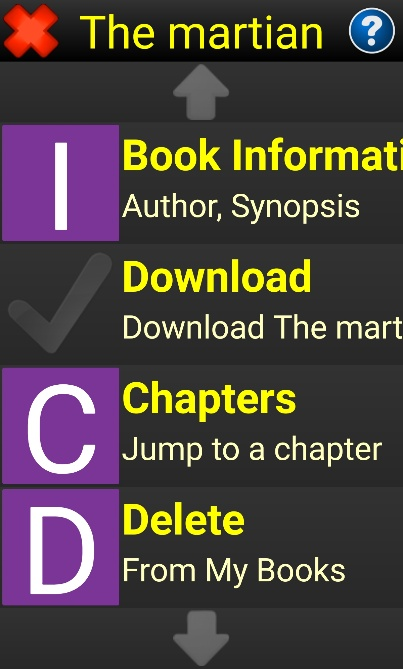 The martian
?
I
Book Informati
Author, Synopsis
Download
Download The mart
C
Chapters
Jump to a chapter
D
Delete
From My Books